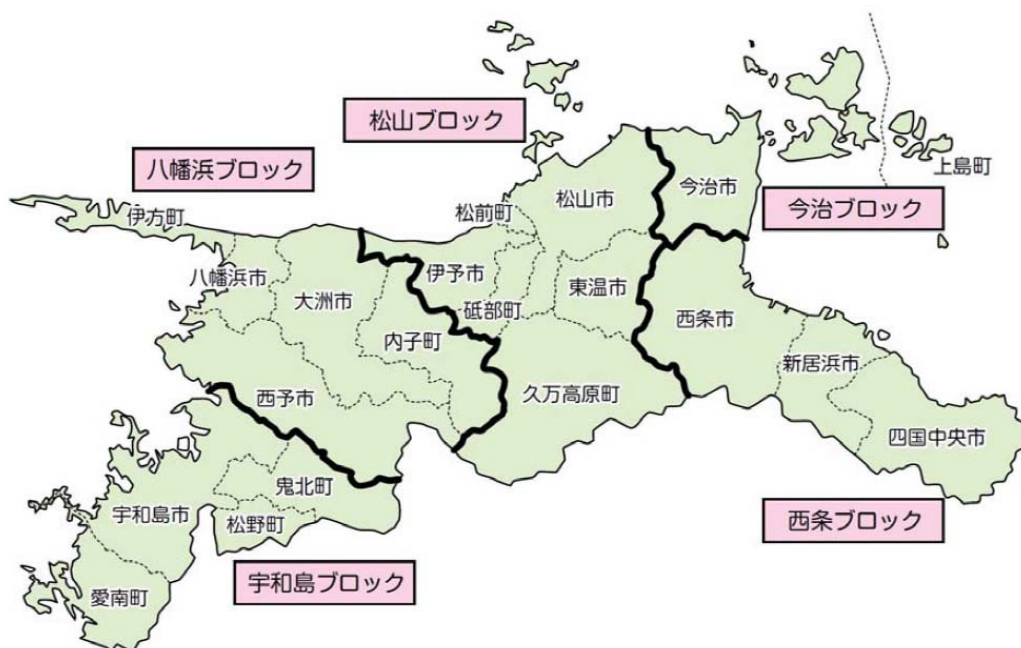 松山ブロック
八幡浜ブロック
上島町
今治市
松山市
今治ブロック
松前町
伊方町
伊予市
八幡浜市
東温市
大洲市
砥部町
西条市
内子町
新居浜市
西予市
久万高原町
四国中央市
鬼北町
宇和島市
松野町
西条ブロック
宇和島ブロック
愛南町